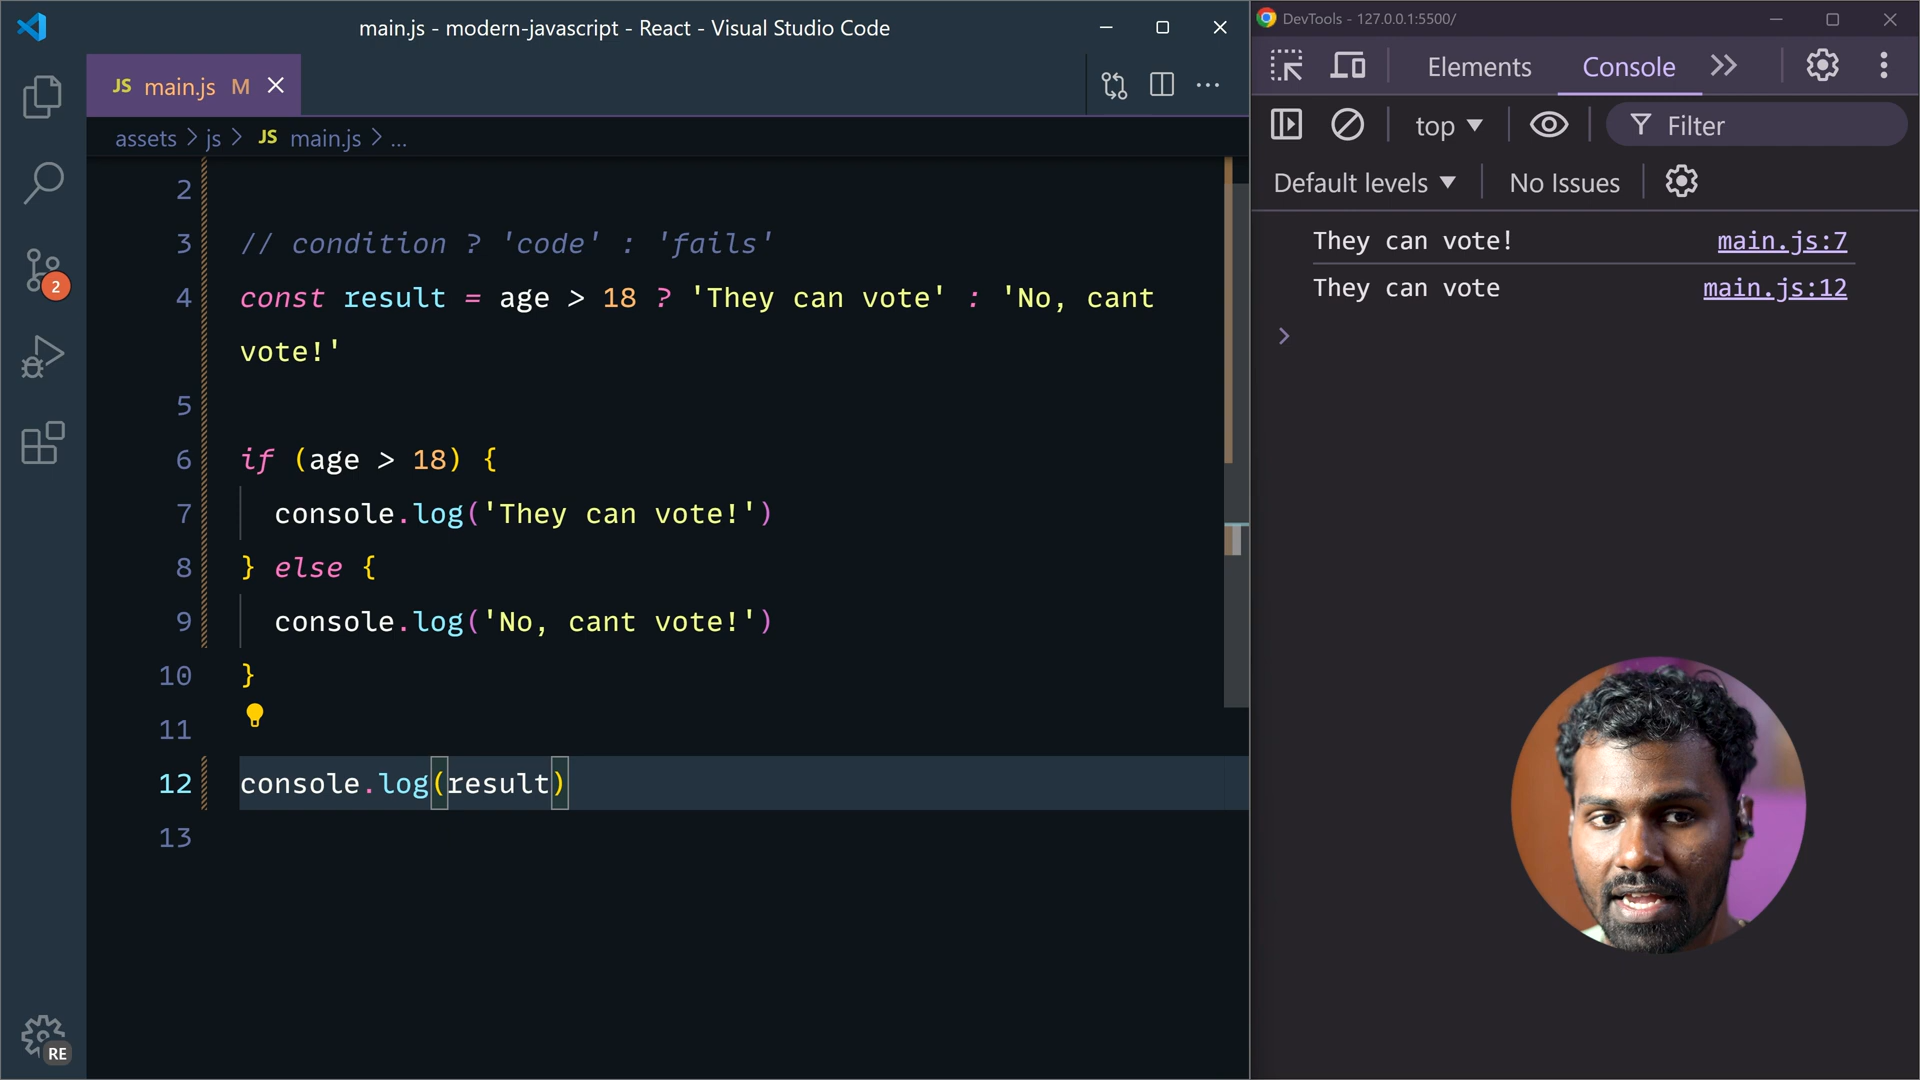 main.js - modern-javascript - React - Visual Studio Code
JS main.js M
assets > js > JS main.js > ...
2
3 // condition ? 'code' : 'fails'
4 const result = age > 18 ? 'They can vote' : 'No, cant
vote!'
5
6 if (age > 18) {
7 console.log('They can vote!')
8 } else {
9 console.log('No, cant vote!')
10 }
11
12 console.log(result)
13
2
RE
DevTools - 127.0.0.1:5500/
Elements Console
top Filter
Default levels No Issues
They can vote! main.js:7
They can vote main.js:12